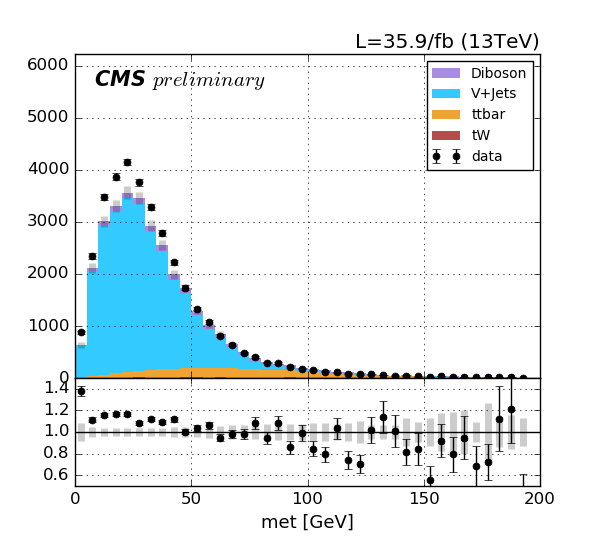 L=35.9/fb (13TeV)
CMS preliminary
Diboson
V+Jets
ttbar
tW
data
6000
5000
4000
3000
2000
1000
0
1.4
1.2
1.0
0.8
0.6
0 50 100 150 200
met [GeV]